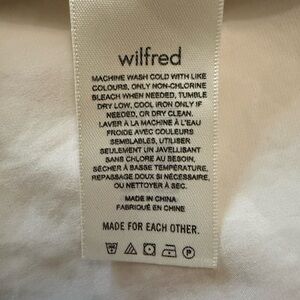 wilfred
MACHINE WASH COLD WITH LIKE
COLOURS, ONLY NON-CHLORINE
BLEACH WHEN NEEDED, TUMBLE
DRY LOW, COOL IRON ONLY IF
NEEDED, OR DRY CLEAN.
LAVER À LA MACHINE À L'EAU
FROIDE AVEC COULEURS
SEMBLABLES, UTILISER
SEULEMENT UN JAVELLISANT
SANS CHLORE AU BESOIN,
SÉCHER À BASSE TEMPÉRATURE,
REPASSAGE DOUX SI NÉCESSAIRE,
OU NETTOYER À SEC.
MADE IN CHINA
FABRIQUÉ EN CHINE
MADE FOR EACH OTHER.
P